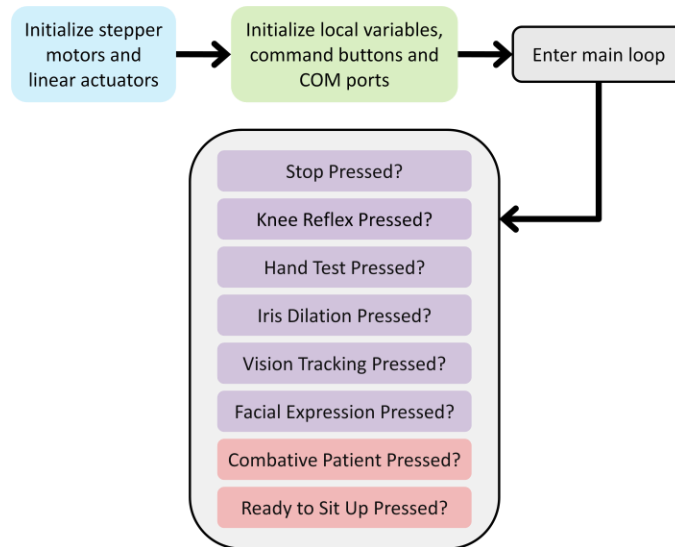 Initialize stepper
motors and
linear actuators
Initialize local variables,
command buttons and
COM ports
Enter main loop
Stop Pressed?
Knee Reflex Pressed?
Hand Test Pressed?
Iris Dilation Pressed?
Vision Tracking Pressed?
Facial Expression Pressed?
Combative Patient Pressed?
Ready to Sit Up Pressed?